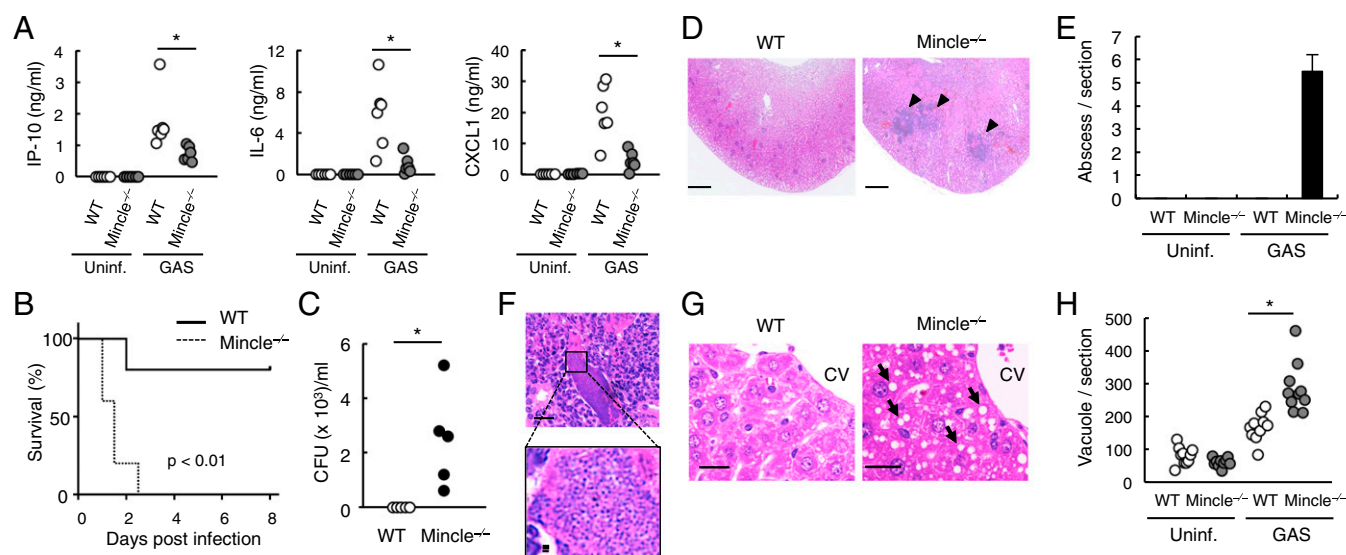 A
IP-10 (ng/ml)
4
3
2
1
0
*
WT
Mincle–/–
WT
Mincle–/–
Uninf.
GAS
IL-6 (ng/ml)
12
8
4
0
*
WT
Mincle–/–
WT
Mincle–/–
Uninf.
GAS
CXCL1 (ng/ml)
40
30
20
10
0
*
WT
Mincle–/–
WT
Mincle–/–
Uninf.
GAS
D
WT
Mincle–/–
E
Abscess / section
7
6
5
4
3
2
1
0
WT Mincle–/– WT Mincle–/–
Uninf.
GAS
B
Survival (%)
100
50
0
WT
Mincle–/–
p < 0.01
0 2 4 6 8
Days post infection
C
CFU (x 10³)/ml
6
4
2
0
*
WT Mincle–/–
F
G
WT
Mincle–/–
CV
CV
H
Vacuole / section
500
400
300
200
100
0
*
WT Mincle–/– WT Mincle–/–
Uninf.
GAS